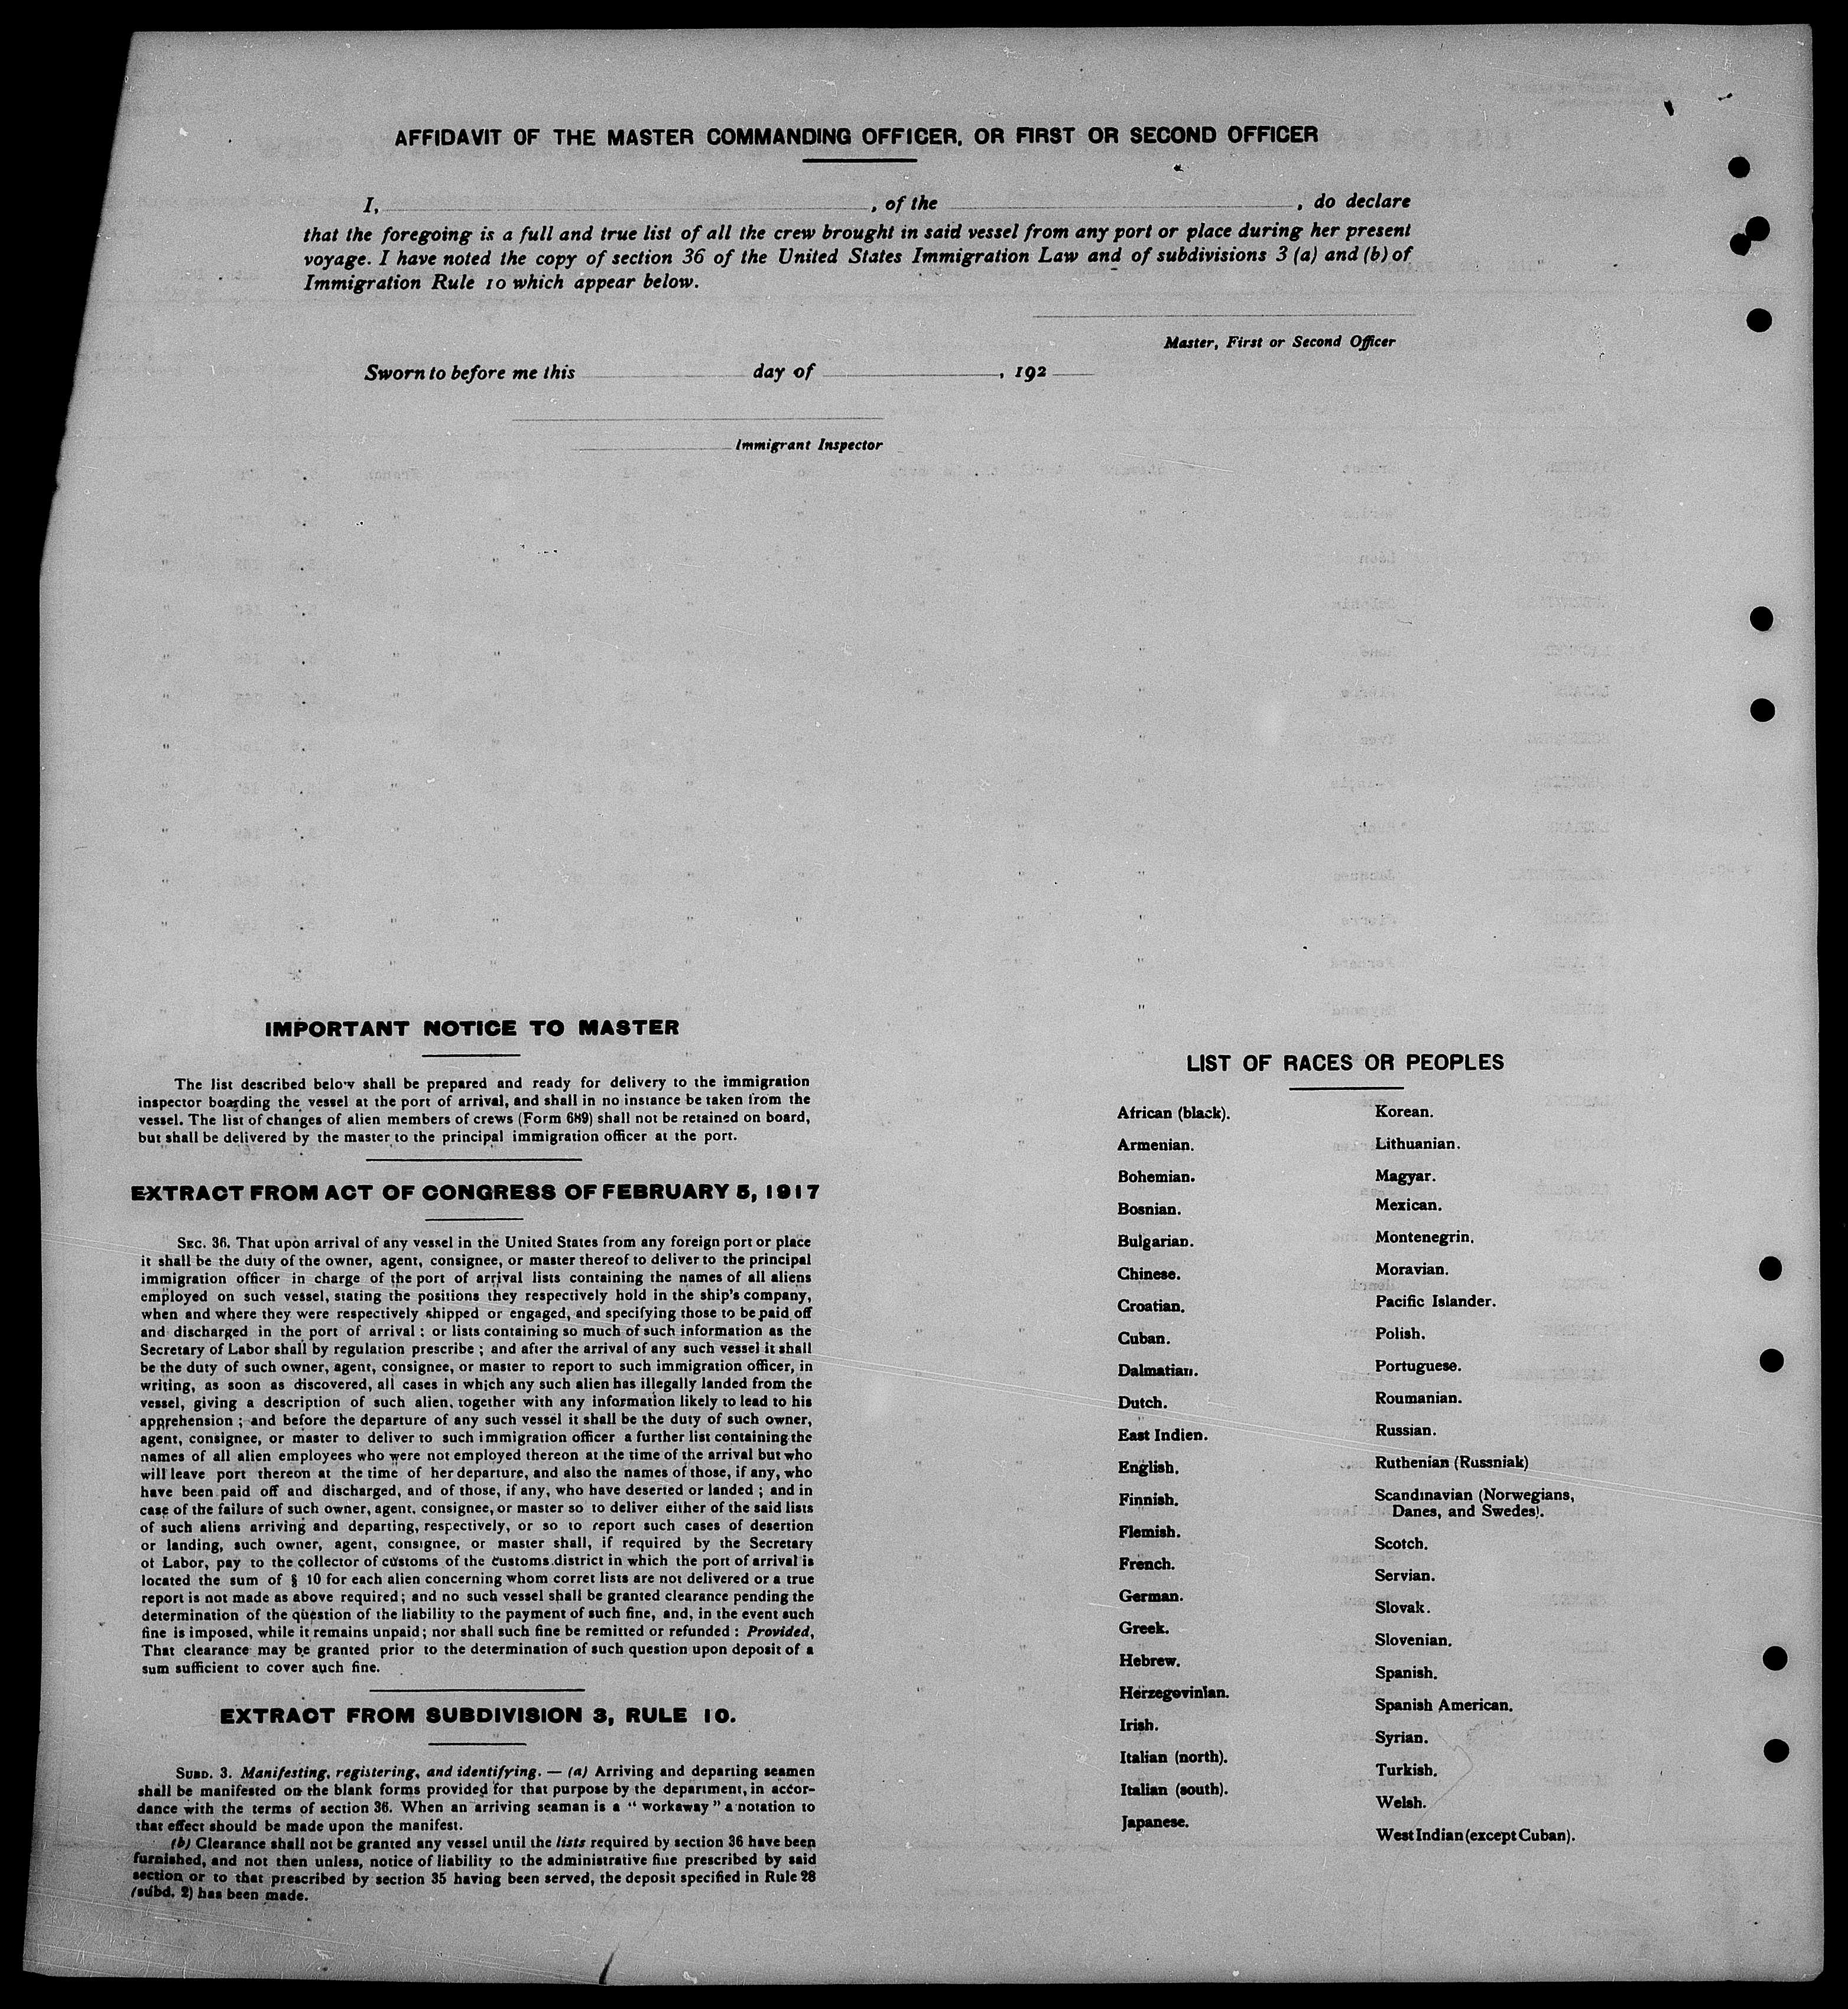 AFFIDAVIT OF THE MASTER COMMANDING OFFICER, OR FIRST OR SECOND OFFICER
I, , of the , do declare
that the foregoing is a full and true list of all the crew brought in said vessel from any port or place during her present
voyage. I have noted the copy of section 36 of the United States Immigration Law and of subdivisions 3 (a) and (b) of
Immigration Rule 10 which appear below.
Master, First or Second Officer
Sworn to before me this day of , 192
Immigrant Inspector
IMPORTANT NOTICE TO MASTER
The list described below shall be prepared and ready for delivery to the immigration
inspector boarding the vessel at the port of arrival, and shall in no instance be taken from the
vessel. The list of changes of alien members of crews (Form 689) shall not be retained on board,
but shall be delivered by the master to the principal immigration officer at the port.
EXTRACT FROM ACT OF CONGRESS OF FEBRUARY 5, 1917
SEC. 36. That upon arrival of any vessel in the United States from any foreign port or place
it shall be the duty of the owner, agent, consignee, or master thereof to deliver to the principal
immigration officer in charge of the port of arrival lists containing the names of all aliens
employed on such vessel, stating the positions they respectively hold in the ship's company,
when and where they were respectively shipped or engaged, and specifying those to be paid off
and discharged in the port of arrival : or lists containing so much of such information as the
Secretary of Labor shall by regulation prescribe ; and after the arrival of any such vessel it shall
be the duty of such owner, agent, consignee, or master to report to such immigration officer, in
writing, as soon as discovered, all cases in which any such alien has illegally landed from the
vessel, giving a description of such alien, together with any information likely to lead to his
apprehension ; and before the departure of any such vessel it shall be the duty of such owner,
agent, consignee, or master to deliver to such immigration officer a further list containing the
names of all alien employees who were not employed thereon at the time of the arrival but who
will leave port thereon at the time of her departure, and also the names of those, if any, who
have been paid off and discharged, and of those, if any, who have deserted or landed ; and in
case of the failure of such owner, agent, consignee, or master so to deliver either of the said lists
of such aliens arriving and departing, respectively, or so to report such cases of desertion
or landing, such owner, agent, consignee, or master shall, if required by the Secretary
of Labor, pay to the collector of customs of the customs district in which the port of arrival is
located the sum of § 10 for each alien concerning whom corret lists are not delivered or a true
report is not made as above required ; and no such vessel shall be granted clearance pending the
determination of the question of the liability to the payment of such fine, and, in the event such
fine is imposed, while it remains unpaid ; nor shall such fine be remitted or refunded : Provided,
That clearance may be granted prior to the determination of such question upon deposit of a
sum sufficient to cover such fine.
EXTRACT FROM SUBDIVISION 3, RULE 10.
SUBD. 3. Manifesting, registering, and identifying. — (a) Arriving and departing seamen
shall be manifested on the blank forms provided for that purpose by the department, in accor-
dance with the terms of section 36. When an arriving seaman is a " workaway " a notation to
that effect should be made upon the manifest.
(b) Clearance shall not be granted any vessel until the lists required by section 36 have been
furnished, and not then unless, notice of liability to the administrative fine prescribed by said
section or to that prescribed by section 35 having been served, the deposit specified in Rule 28
(subd. 2) has been made.
LIST OF RACES OR PEOPLES
African (black).
Armenian.
Bohemian.
Bosnian.
Bulgarian.
Chinese.
Croatian.
Cuban.
Dalmatian.
Dutch.
East Indien.
English.
Finnish.
Flemish.
French.
German.
Greek.
Hebrew.
Herzegovinian.
Irish.
Italian (north).
Italian (south).
Japanese.
Korean.
Lithuanian.
Magyar.
Mexican.
Montenegrin.
Moravian.
Pacific Islander.
Polish.
Portuguese.
Roumanian.
Russian.
Ruthenian (Russniak)
Scandinavian (Norwegians,
Danes, and Swedes).
Scotch.
Servian.
Slovak.
Slovenian.
Spanish.
Spanish American.
Syrian.
Turkish.
Welsh.
West Indian (except Cuban).